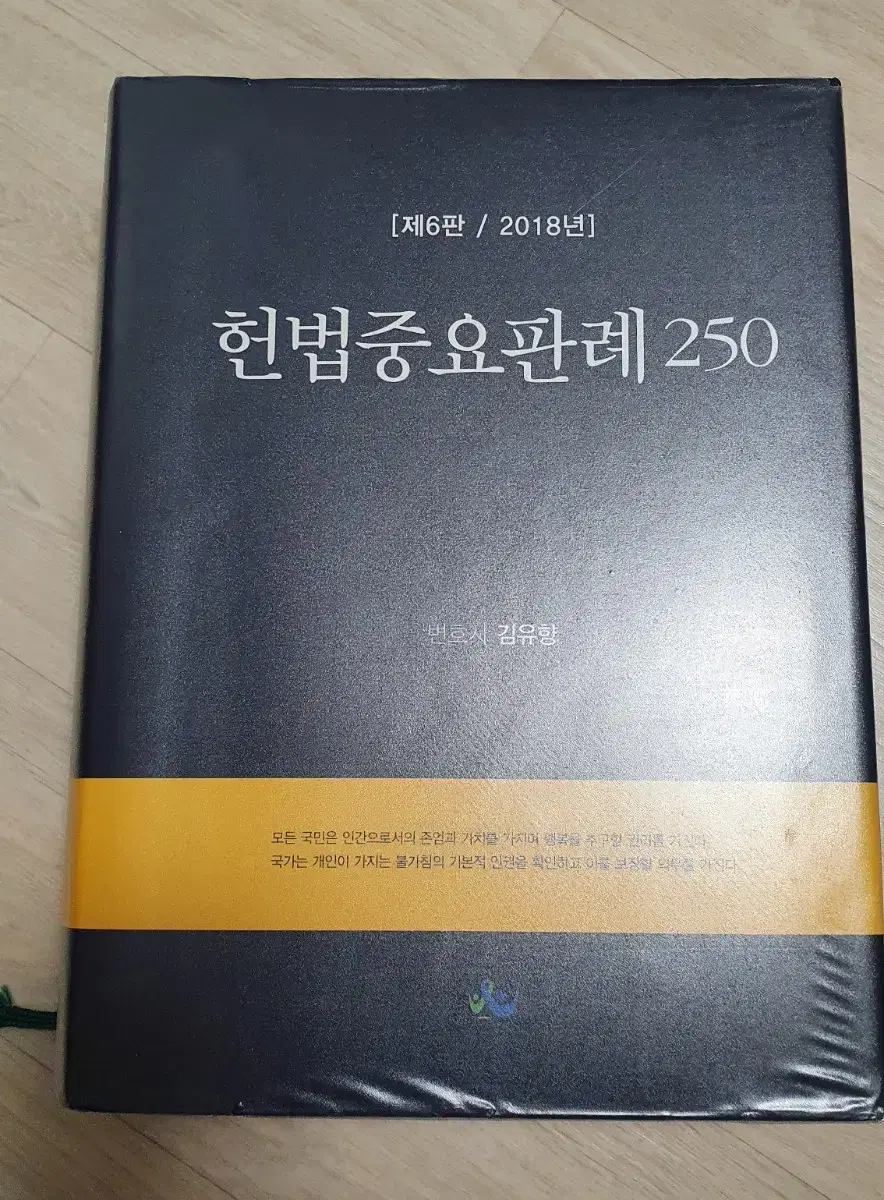 [제6판 / 2018년]
헌법중요판례 250
변호사 김유향
모든 국민은 인간으로서의 존엄과 가치를 가지며 행복을 추구할 권리를 가진다.
국가는 개인이 가지는 불가침의 기본적 인권을 확인하고 이를 보장할 의무를 가진다.